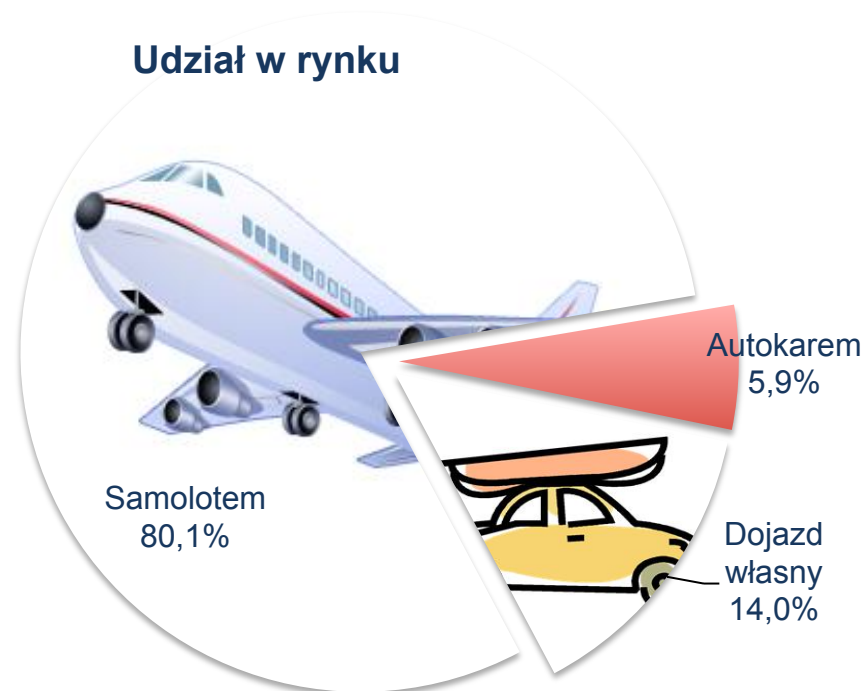 Udział w rynku
Autokarem
5,9%
Samolotem
80,1%
Dojazd
własny
14,0%